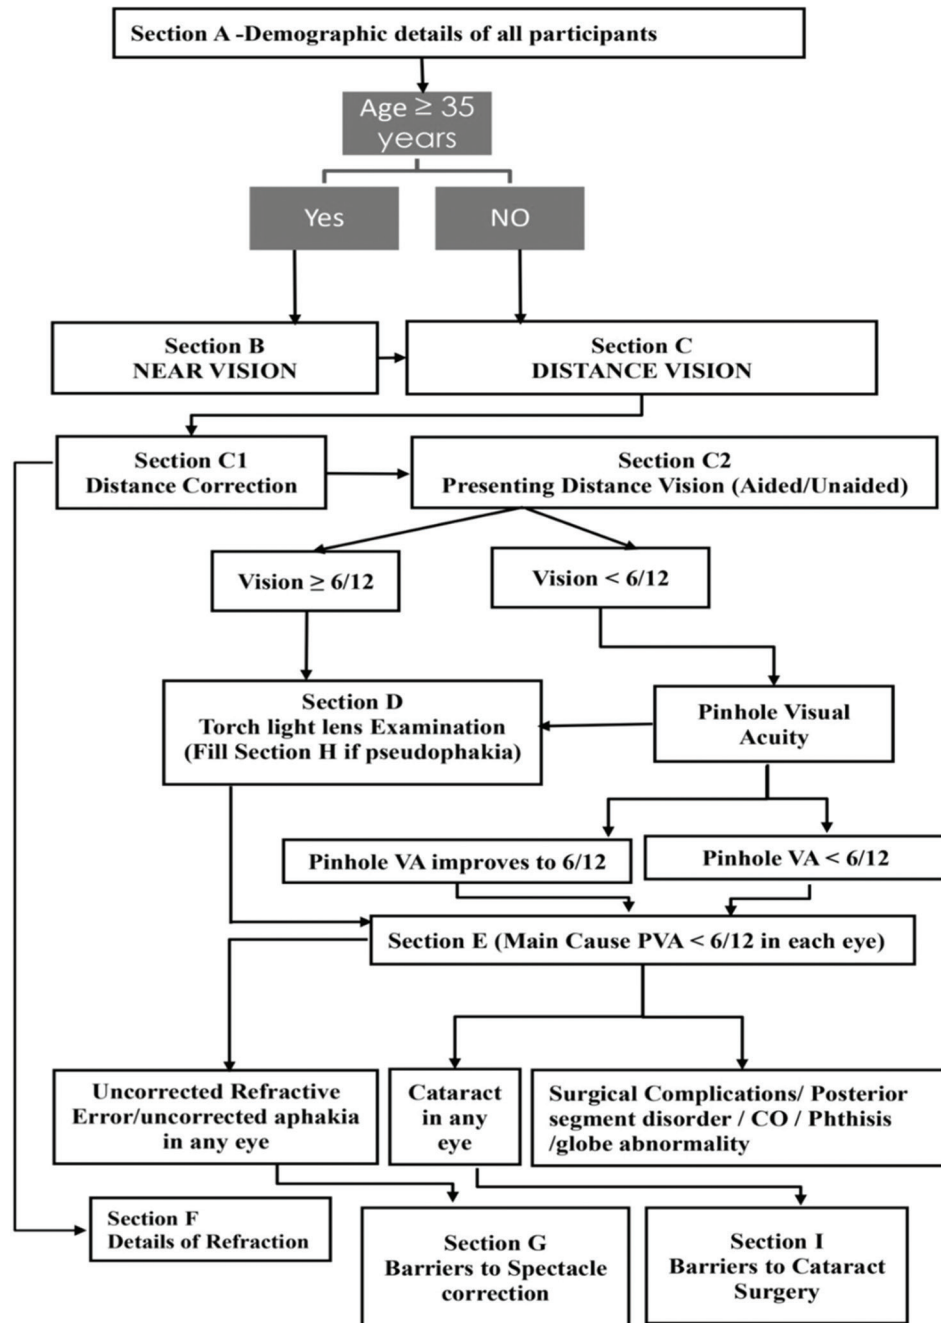 Section A -Demographic details of all participants
Age ≥ 35
years
Yes
NO
Section B
NEAR VISION
Section C
DISTANCE VISION
Section C1
Distance Correction
Section C2
Presenting Distance Vision (Aided/Unaided)
Vision ≥ 6/12
Vision < 6/12
Section D
Torch light lens Examination
(Fill Section H if pseudophakia)
Pinhole Visual
Acuity
Pinhole VA improves to 6/12
Pinhole VA < 6/12
Section E (Main Cause PVA < 6/12 in each eye)
Uncorrected Refractive
Error/uncorrected aphakia
in any eye
Cataract
in any
eye
Surgical Complications/ Posterior
segment disorder / CO / Phthisis
/globe abnormality
Section F
Details of Refraction
Section G
Barriers to Spectacle
correction
Section I
Barriers to Cataract
Surgery